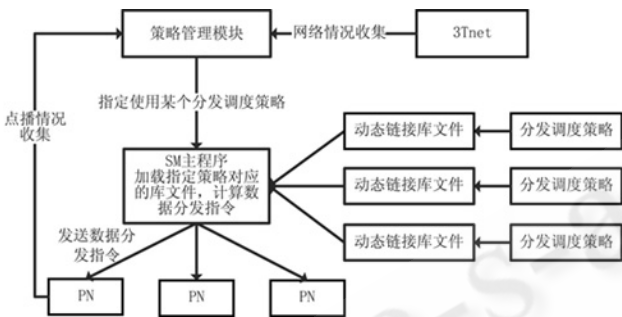 策略管理模块
网络情况收集
3Tnet
点播情况
收集
指定使用某个分发调度策略
SM主程序
加载指定策略对应
的库文件，计算数
据分发指令
动态链接库文件
分发调度策略
动态链接库文件
分发调度策略
动态链接库文件
分发调度策略
发送数据分
发指令
PN
PN
PN